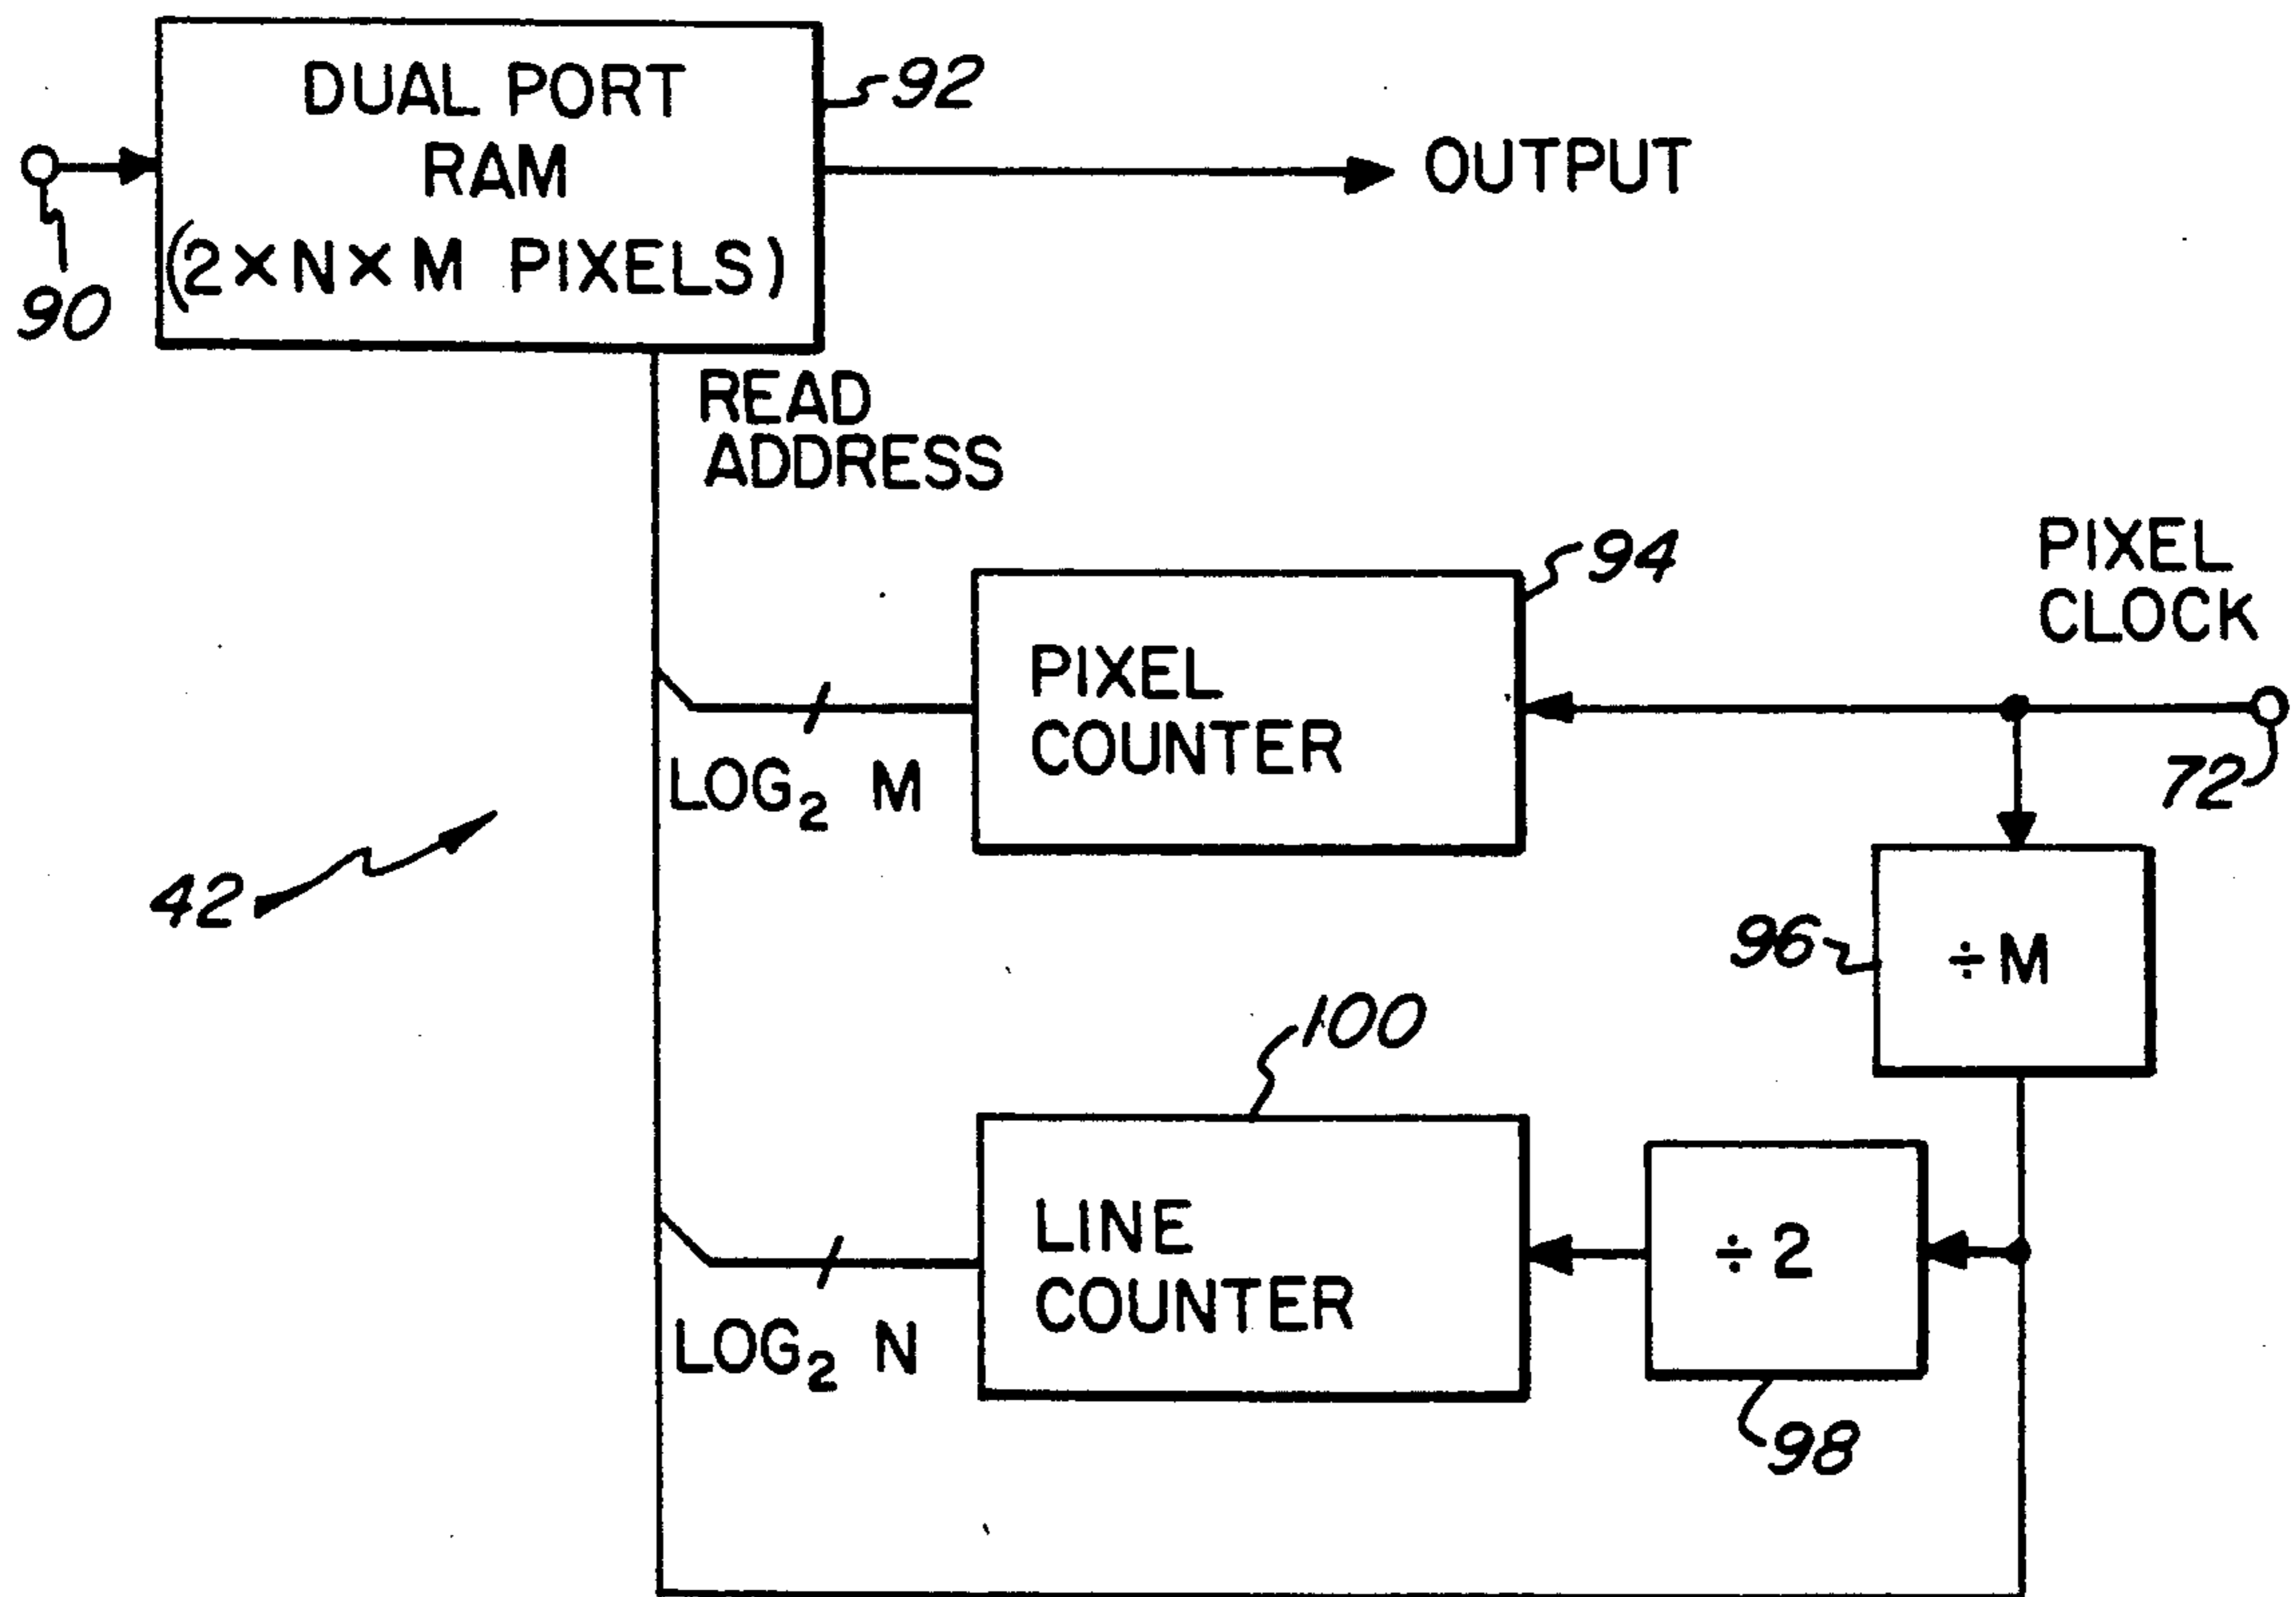 DUAL PORT
RAM
(2×N×M PIXELS)
92
OUTPUT
90
READ
ADDRESS
94
PIXEL
CLOCK
PIXEL
COUNTER
LOG₂ M
72
42
96
÷M
100
LINE
COUNTER
÷2
LOG₂ N
98